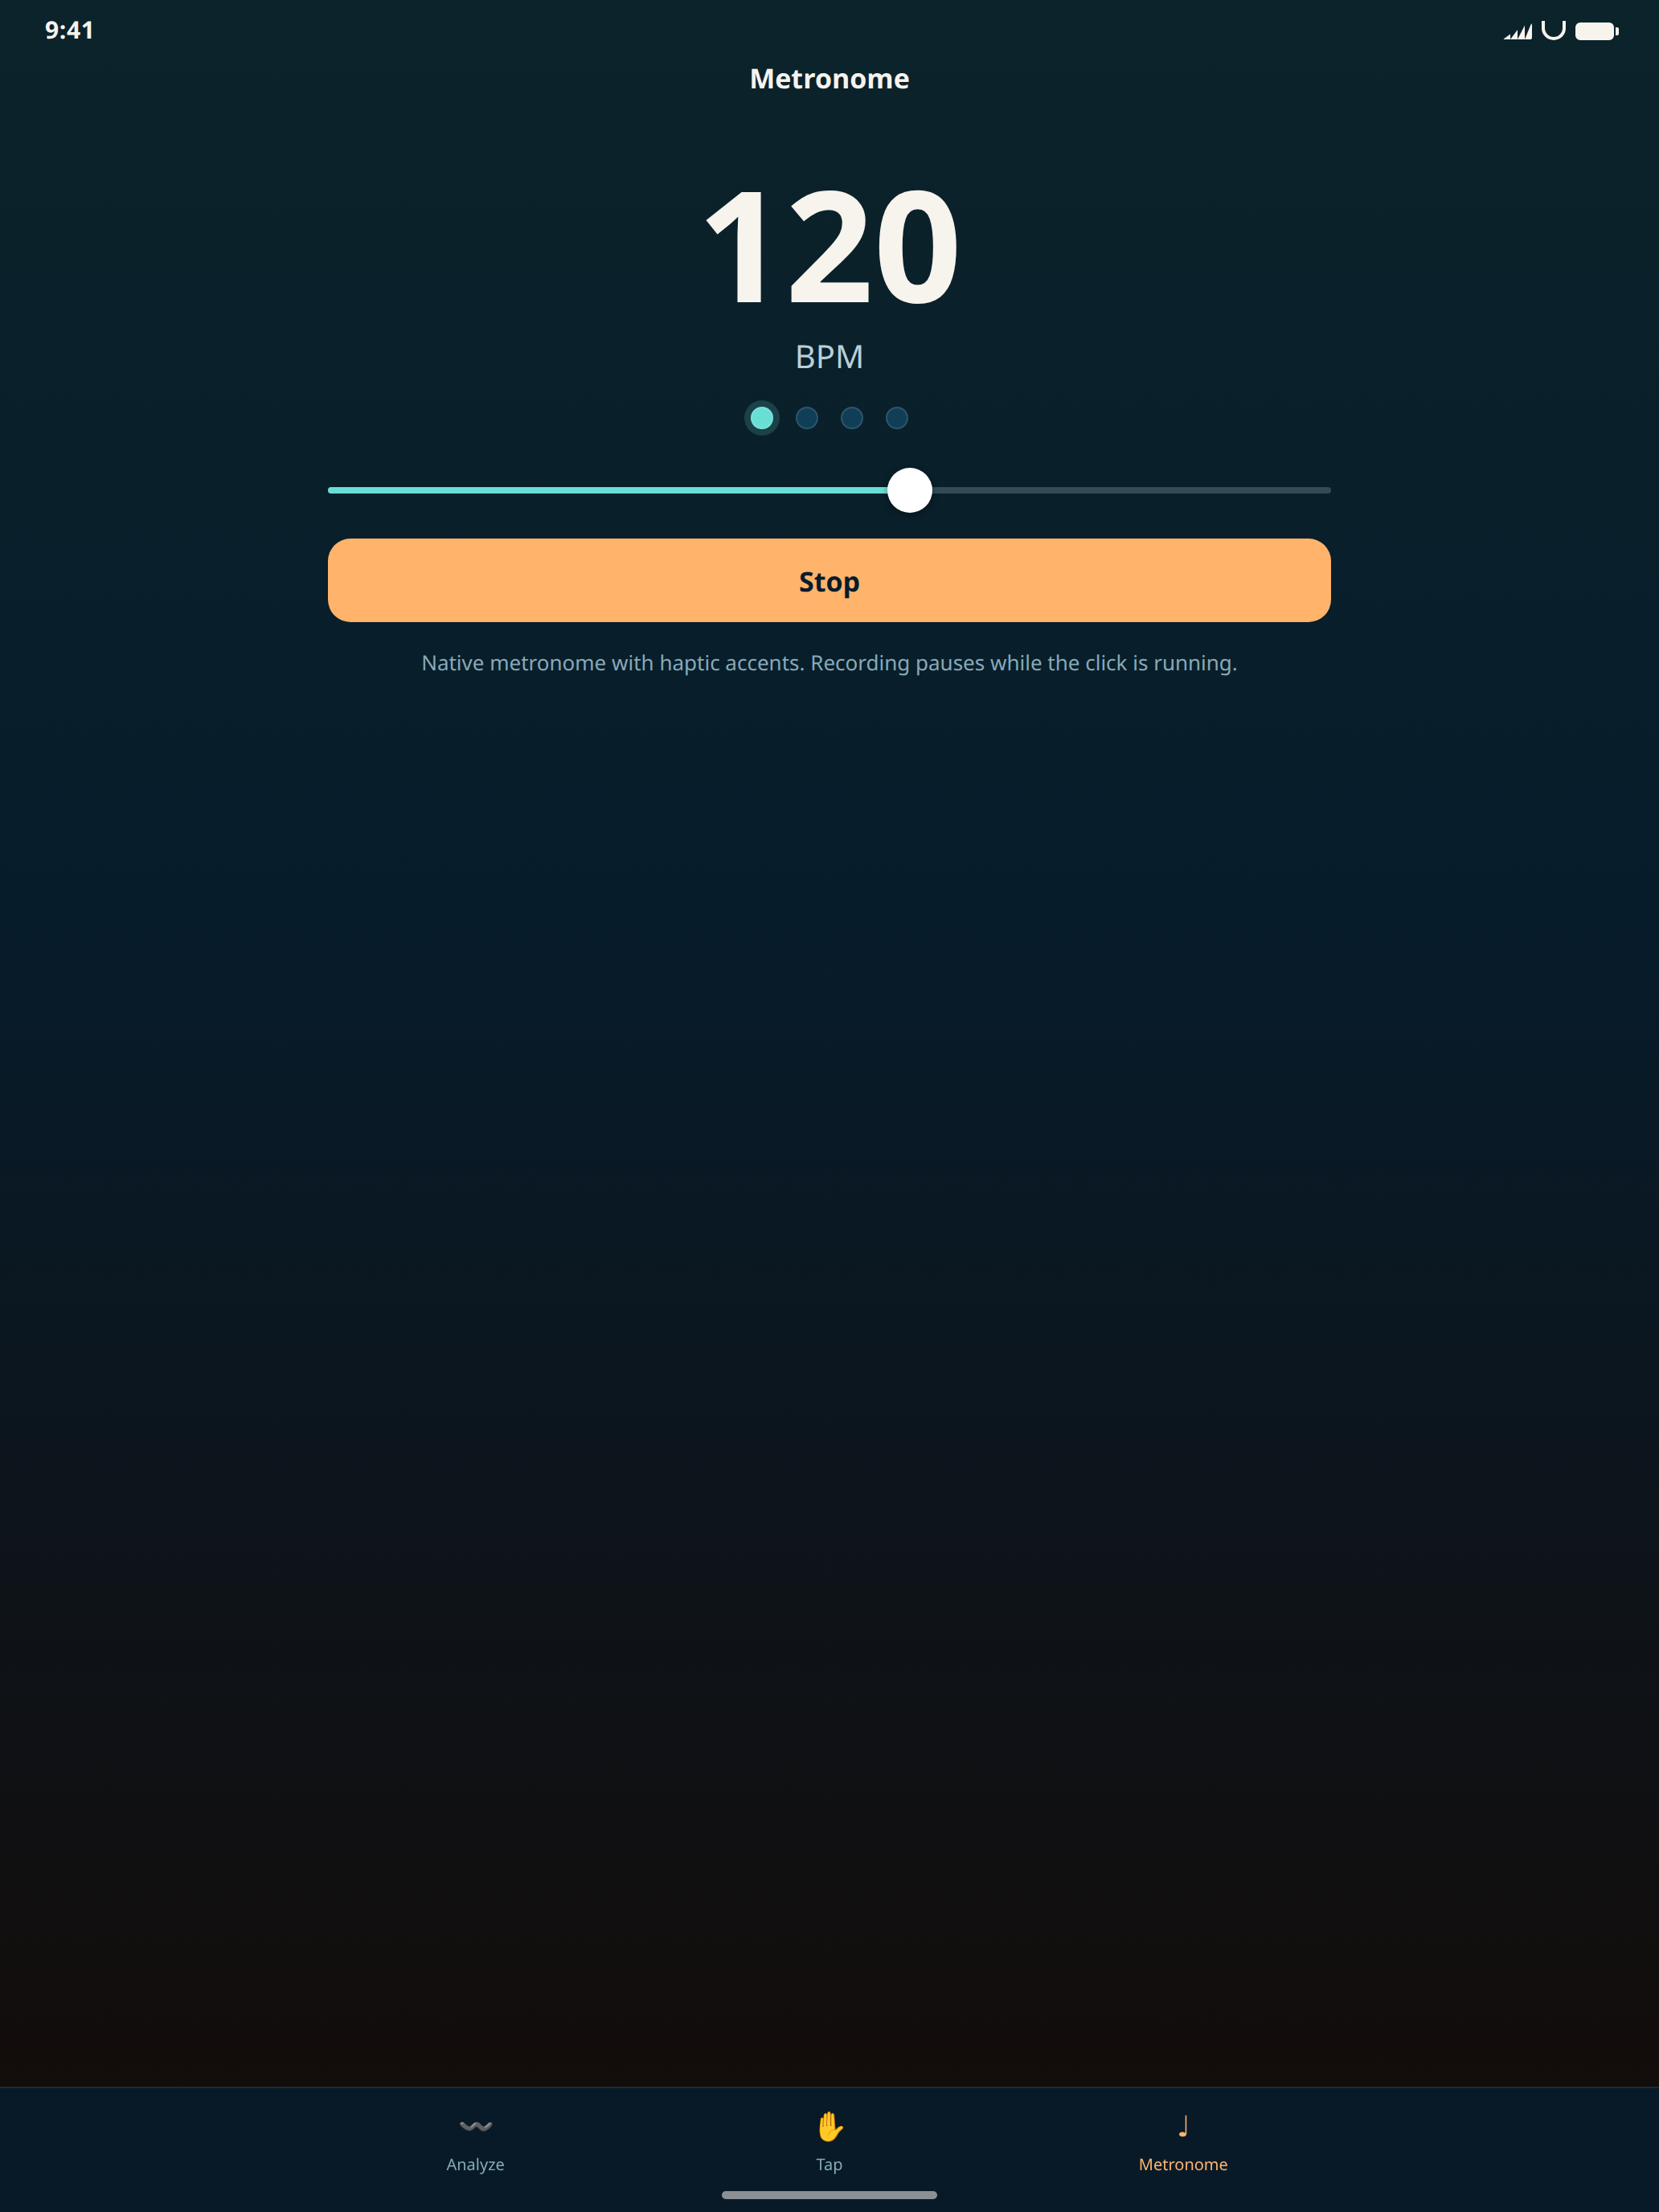 9:41
Metronome
120
BPM
Stop
Native metronome with haptic accents. Recording pauses while the click is running.
Analyze
Tap
Metronome